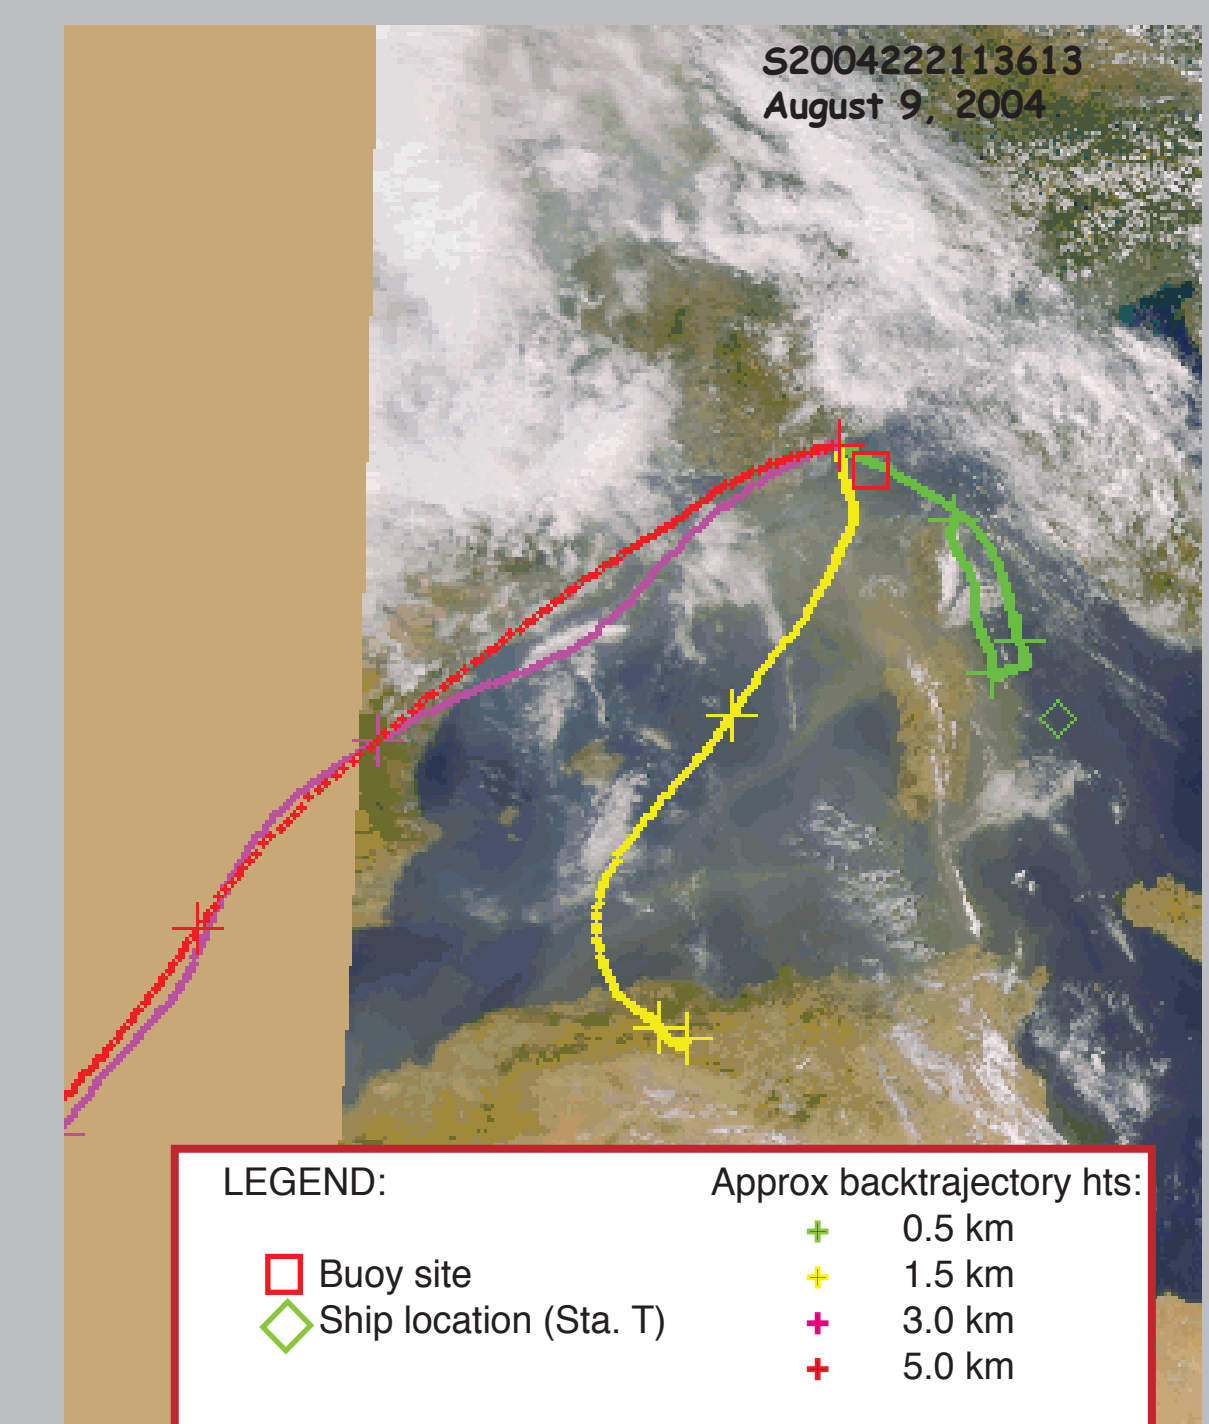 S2004222113613
August 9, 2004
LEGEND:
Buoy site
Ship location (Sta. T)
Approx backtrajectory hts:
0.5 km
1.5 km
3.0 km
5.0 km